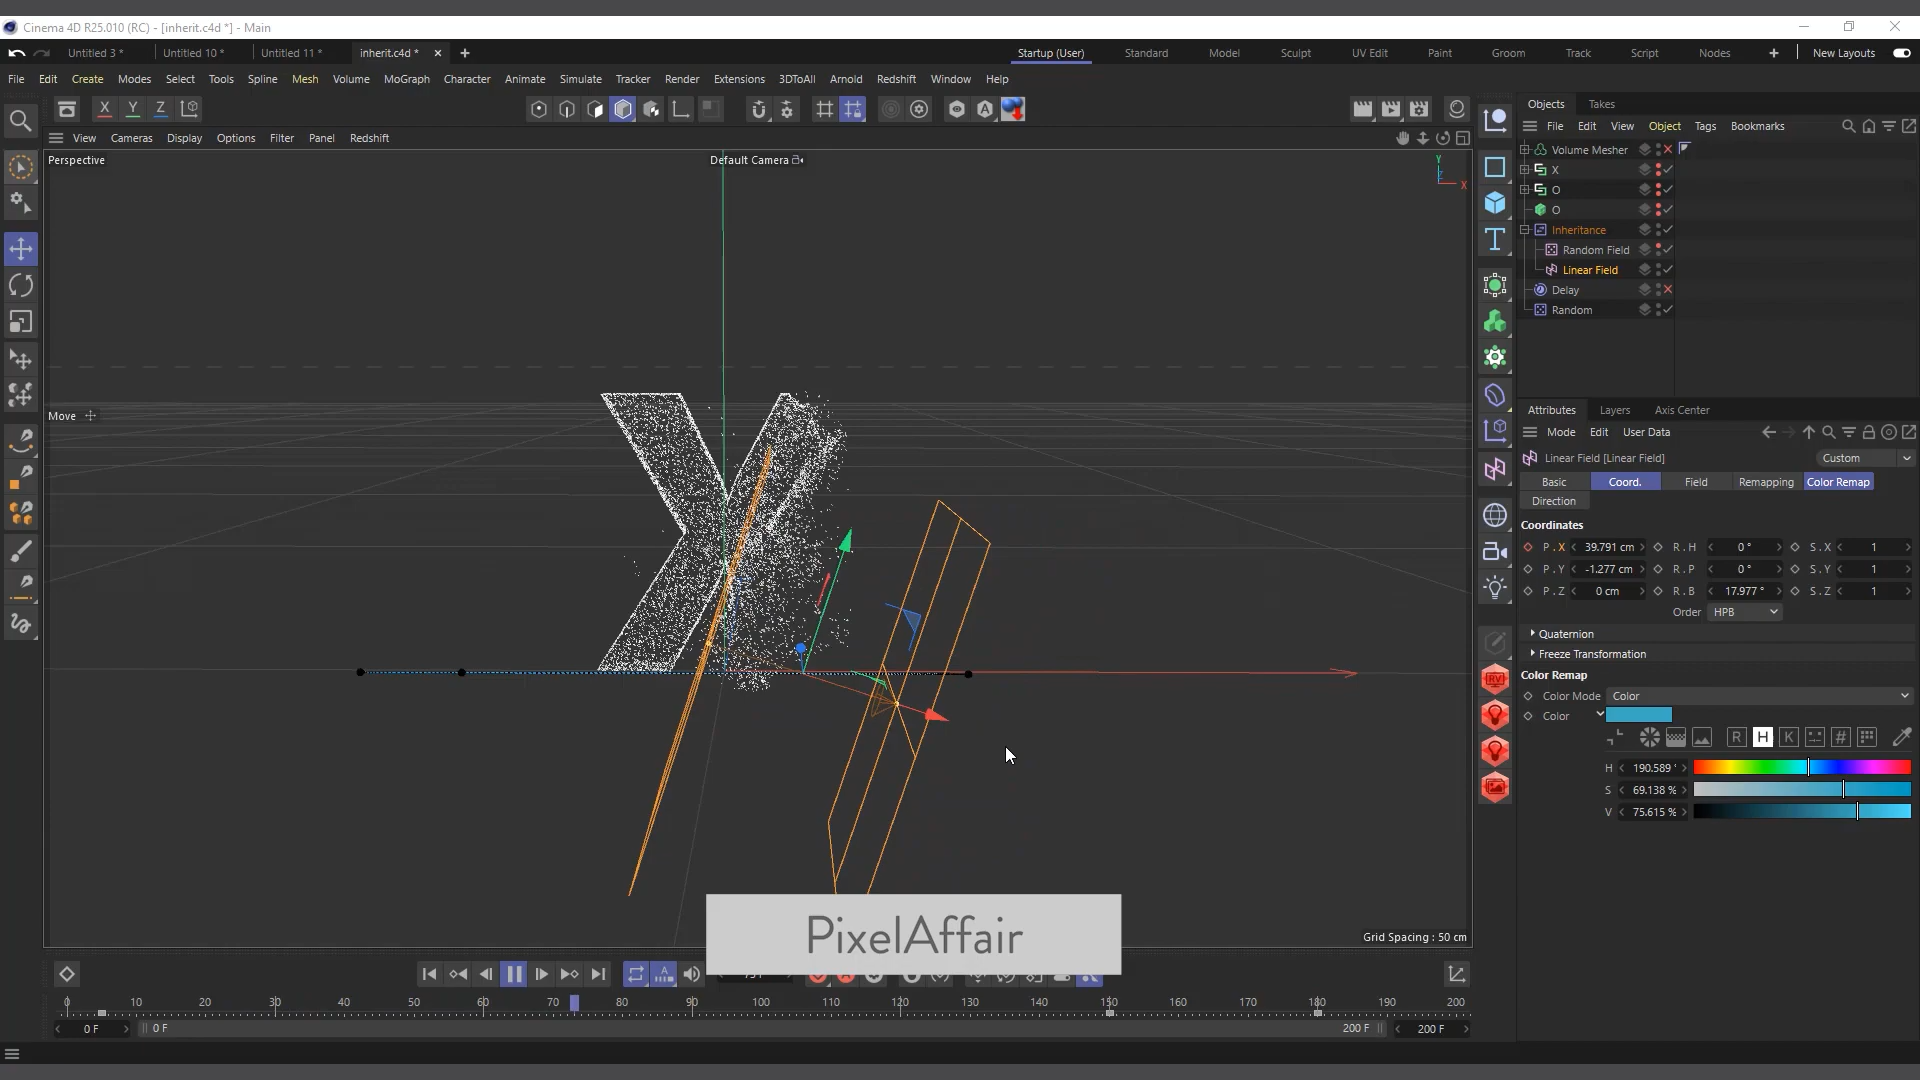 Cinema 4D R25.010 (RC) - [inherit.c4d *] - Main
Untitled 3 * Untitled 10 * Untitled 11 * inherit.c4d *
Startup (User) Standard Model Sculpt UV Edit Paint Groom Track Script Nodes New Layouts
File Edit Create Modes Select Tools Spline Mesh Volume MoGraph Character Animate Simulate Tracker Render Extensions 3DToAll Arnold Redshift Window Help
X Y Z
View Cameras Display Options Filter Panel Redshift
Perspective
Default Camera
Y
Z
X
Move
PixelAffair
Grid Spacing : 50 cm
0 10 20 30 40 50 60 70 80 90 100 110 120 130 140 150 160 170 180 190 200
0 F 0 F 200 F 200 F
RV
Objects Takes
File Edit View Object Tags Bookmarks
Volume Mesher
X
O
O
Inheritance
Random Field
Linear Field
Delay
Random
Attributes Layers Axis Center
Mode Edit User Data
Linear Field [Linear Field] Custom
Basic Coord. Field Remapping Color Remap
Direction
Coordinates
P . X 39.791 cm R . H 0 ° S . X 1
P . Y -1.277 cm R . P 0 ° S . Y 1
P . Z 0 cm R . B 17.977 ° S . Z 1
Order HPB
Quaternion
Freeze Transformation
Color Remap
Color Mode Color
Color
R H K #
H 190.589 °
S 69.138 %
V 75.615 %